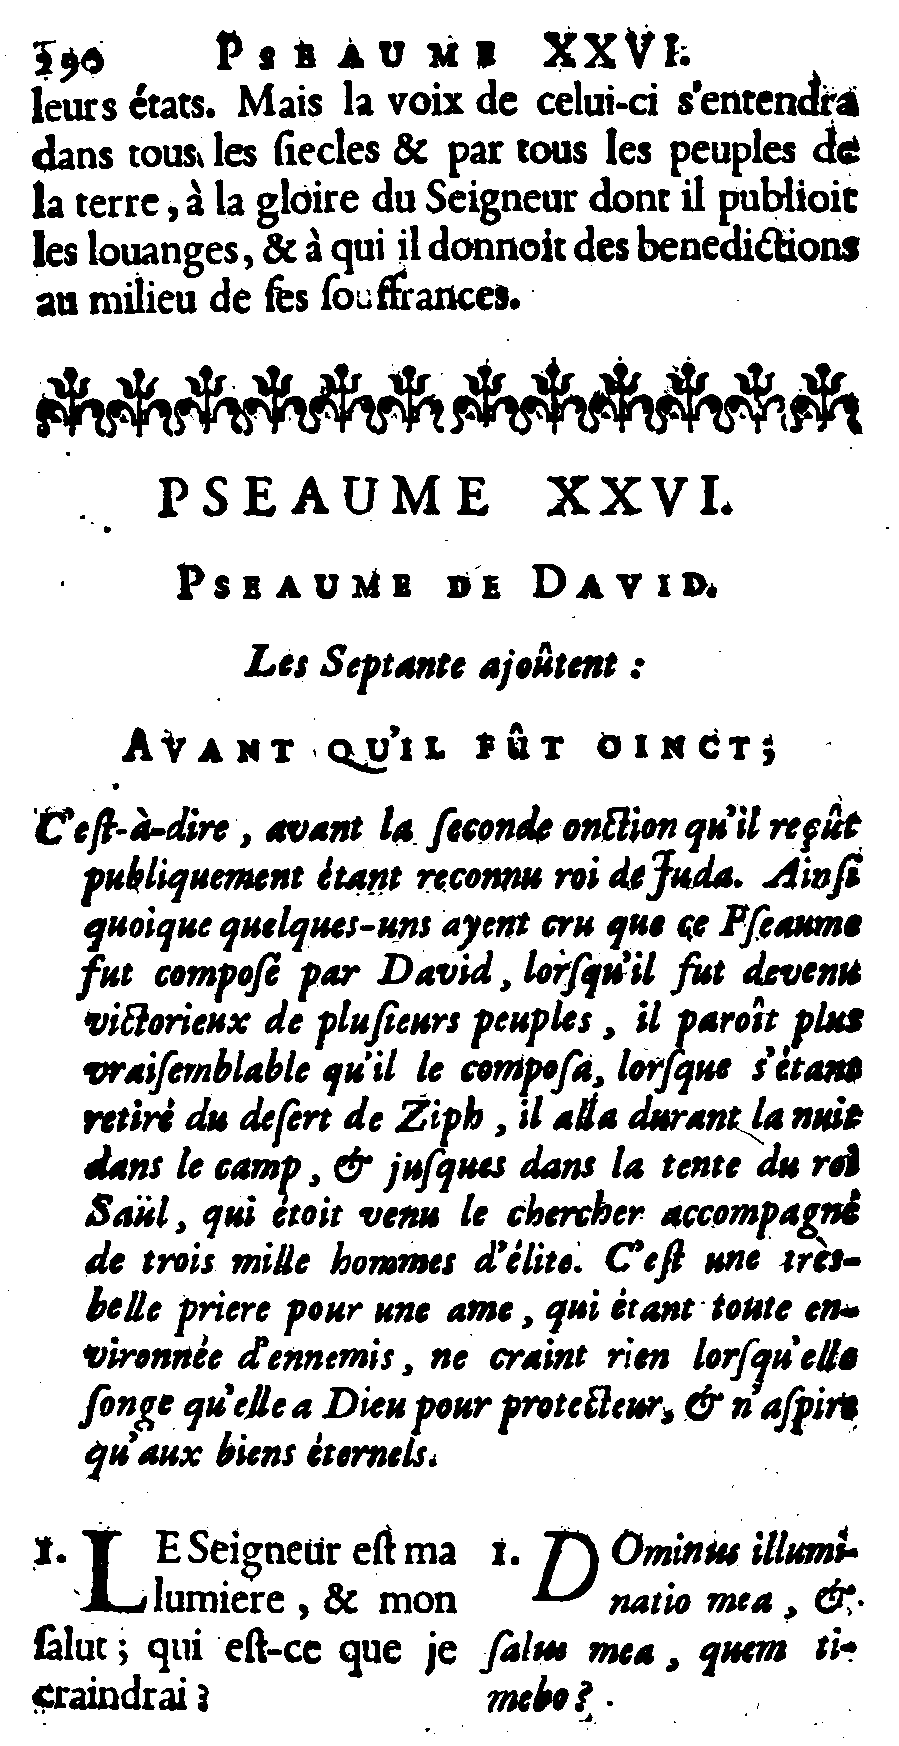 290 PSEAUME XXVI.
leurs états. Mais la voix de celui-ci s'entendra
dans tous les ſiecles & par tous les peuples de
la terre, à la gloire du Seigneur dont il publioit
les louanges, & à qui il donnoit des benedictions
au milieu de ſes ſouffrances.
PSEAUME XXVI.
PSEAUME DE DAVID.
Les Septante ajoûtent :
AVANT QU'IL FÛT OINCT;
C'eſt-à-dire, avant la ſeconde onction qu'il reçût
publiquement étant reconnu roi de Juda. Ainſi
quoique quelques-uns ayent cru que ce Pſeaume
fut compoſé par David, lorſqu'il fut devenu
victorieux de pluſieurs peuples, il paroît plus
vraiſemblable qu'il le compoſa, lorſque s'étant
retiré du deſert de Ziph, il alla durant la nuit
dans le camp, & juſques dans la tente du roi
Saül, qui étoit venu le chercher accompagné
de trois mille hommes d'élite. C'eſt une très-
belle priere pour une ame, qui étant toute en-
vironnée d'ennemis, ne craint rien lorſqu'elle
ſonge qu'elle a Dieu pour protecteur, & n'aſpire
qu'aux biens éternels.
1. LE Seigneur eſt ma
lumiere, & mon
ſalut; qui eſt-ce que je
craindrai?
1. DOminus illumi-
natio mea, &
ſalus mea, quem ti-
mebo?